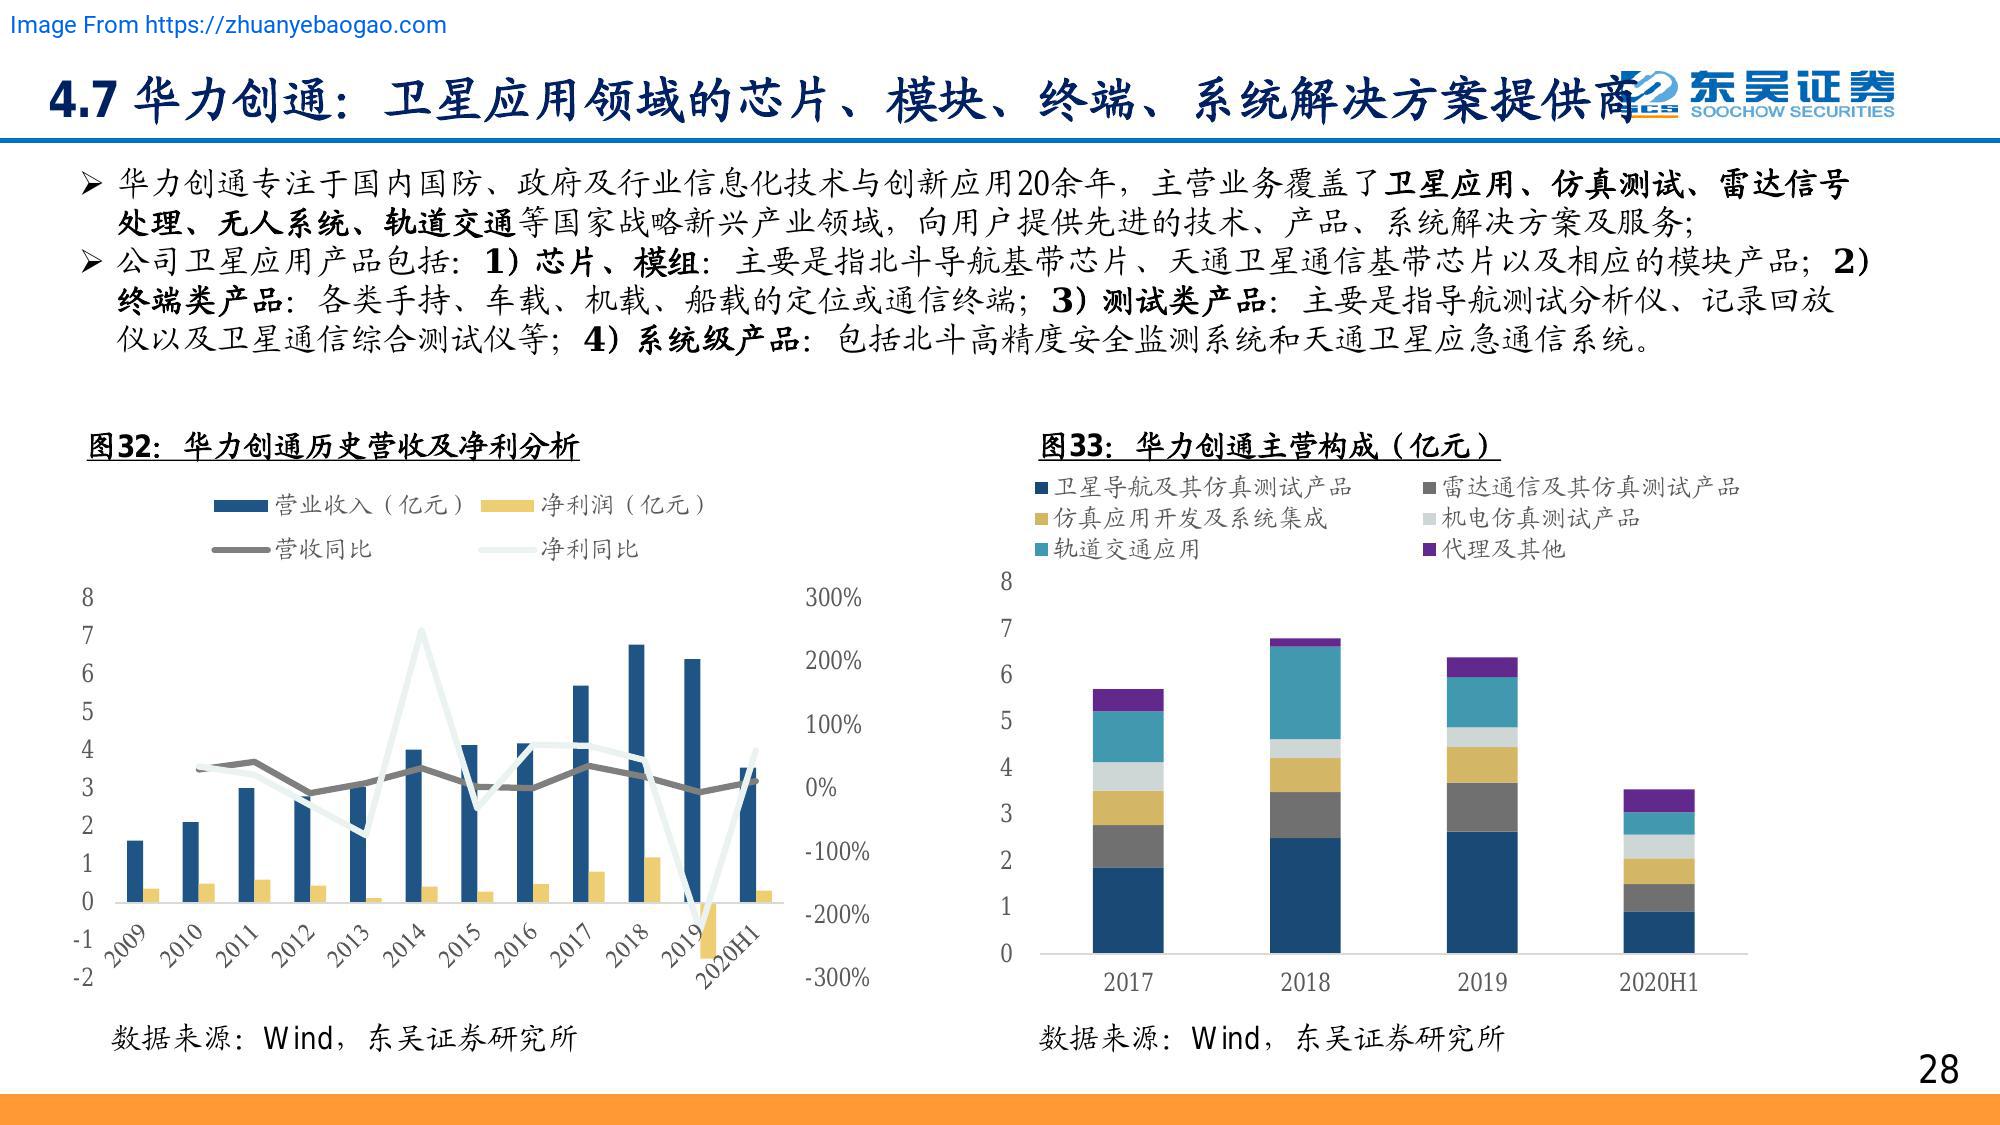 Image From https://zhuanyebaogao.com
4.7 华力创通：卫星应用领域的芯片、模块、终端、系统解决方案提供商
SCS 东吴证券
SOOCHOW SECURITIES
➢ 华力创通专注于国内国防、政府及行业信息化技术与创新应用20余年，主营业务覆盖了卫星应用、仿真测试、雷达信号
处理、无人系统、轨道交通等国家战略新兴产业领域，向用户提供先进的技术、产品、系统解决方案及服务；
➢ 公司卫星应用产品包括：1）芯片、模组：主要是指北斗导航基带芯片、天通卫星通信基带芯片以及相应的模块产品；2）
终端类产品：各类手持、车载、机载、船载的定位或通信终端；3）测试类产品：主要是指导航测试分析仪、记录回放
仪以及卫星通信综合测试仪等；4）系统级产品：包括北斗高精度安全监测系统和天通卫星应急通信系统。
图32：华力创通历史营收及净利分析
营业收入（亿元） 净利润（亿元）
营收同比 净利同比
8
7
6
5
4
3
2
1
0
-1
-2
300%
200%
100%
0%
-100%
-200%
-300%
2009 2010 2011 2012 2013 2014 2015 2016 2017 2018 2019 2020H1
数据来源：Wind，东吴证券研究所
图33：华力创通主营构成（亿元）
卫星导航及其仿真测试产品 雷达通信及其仿真测试产品
仿真应用开发及系统集成 机电仿真测试产品
轨道交通应用 代理及其他
8
7
6
5
4
3
2
1
0
2017 2018 2019 2020H1
数据来源：Wind，东吴证券研究所
28